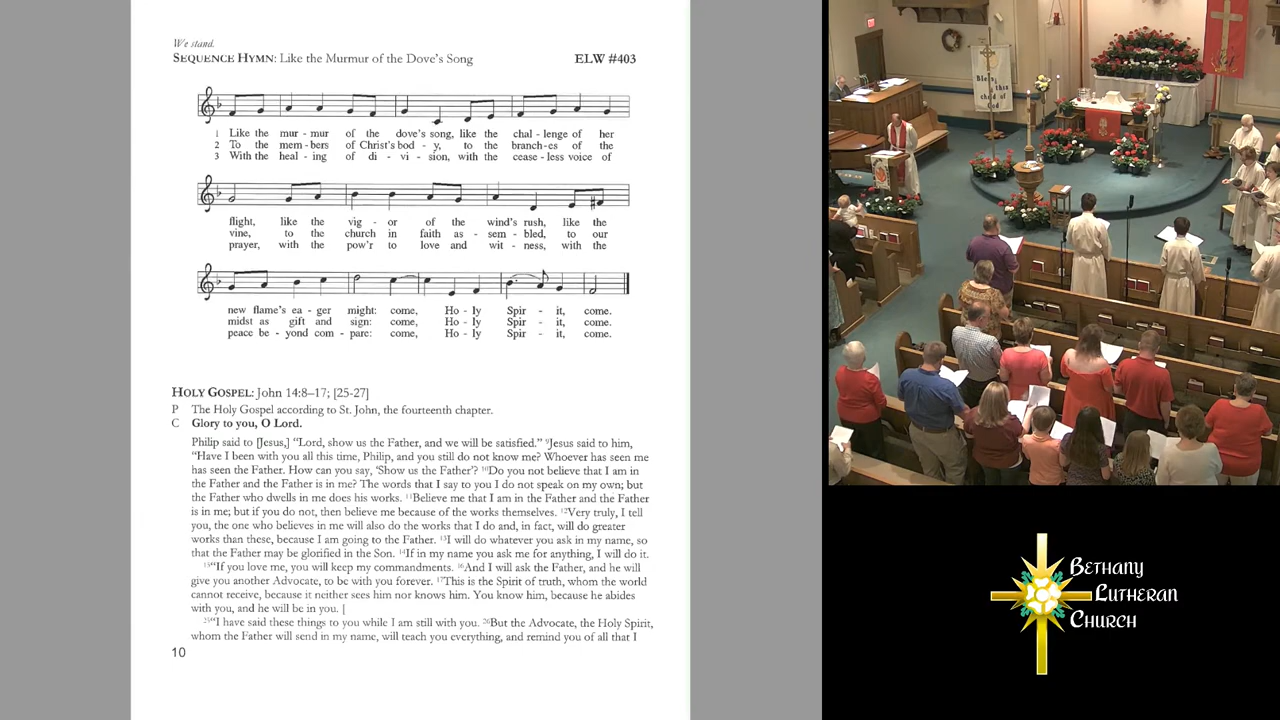 We stand.
SEQUENCE HYMN: Like the Murmur of the Dove's Song ELW #403
1 Like the mur - mur of the dove's song, like the chal - lenge of her
2 To the mem - bers of Christ's bod - y, to the branch - es of the
3 With the heal - ing of di - vi - sion, with the cease - less voice of
flight, like the vig - or of the wind's rush, like the
vine, to the church in faith as - sem - bled, to our
prayer, with the pow'r to love and wit - ness, with the
new flame's ea - ger might: come, Ho - ly Spir - it, come.
midst as gift and sign: come, Ho - ly Spir - it, come.
peace be - yond com - pare: come, Ho - ly Spir - it, come.
HOLY GOSPEL: John 14:8–17; [25-27]
P The Holy Gospel according to St. John, the fourteenth chapter.
C Glory to you, O Lord.
Philip said to [Jesus,] "Lord, show us the Father, and we will be satisfied." 9Jesus said to him,
"Have I been with you all this time, Philip, and you still do not know me? Whoever has seen me
has seen the Father. How can you say, 'Show us the Father'? 10Do you not believe that I am in
the Father and the Father is in me? The words that I say to you I do not speak on my own; but
the Father who dwells in me does his works. 11Believe me that I am in the Father and the Father
is in me; but if you do not, then believe me because of the works themselves. 12Very truly, I tell
you, the one who believes in me will also do the works that I do and, in fact, will do greater
works than these, because I am going to the Father. 13I will do whatever you ask in my name, so
that the Father may be glorified in the Son. 14If in my name you ask me for anything, I will do it.
15"If you love me, you will keep my commandments. 16And I will ask the Father, and he will
give you another Advocate, to be with you forever. 17This is the Spirit of truth, whom the world
cannot receive, because it neither sees him nor knows him. You know him, because he abides
with you, and he will be in you. [
25"I have said these things to you while I am still with you. 26But the Advocate, the Holy Spirit,
whom the Father will send in my name, will teach you everything, and remind you of all that I
10
Bless
this
child of
God
BETHANY
LUTHERAN
CHURCH